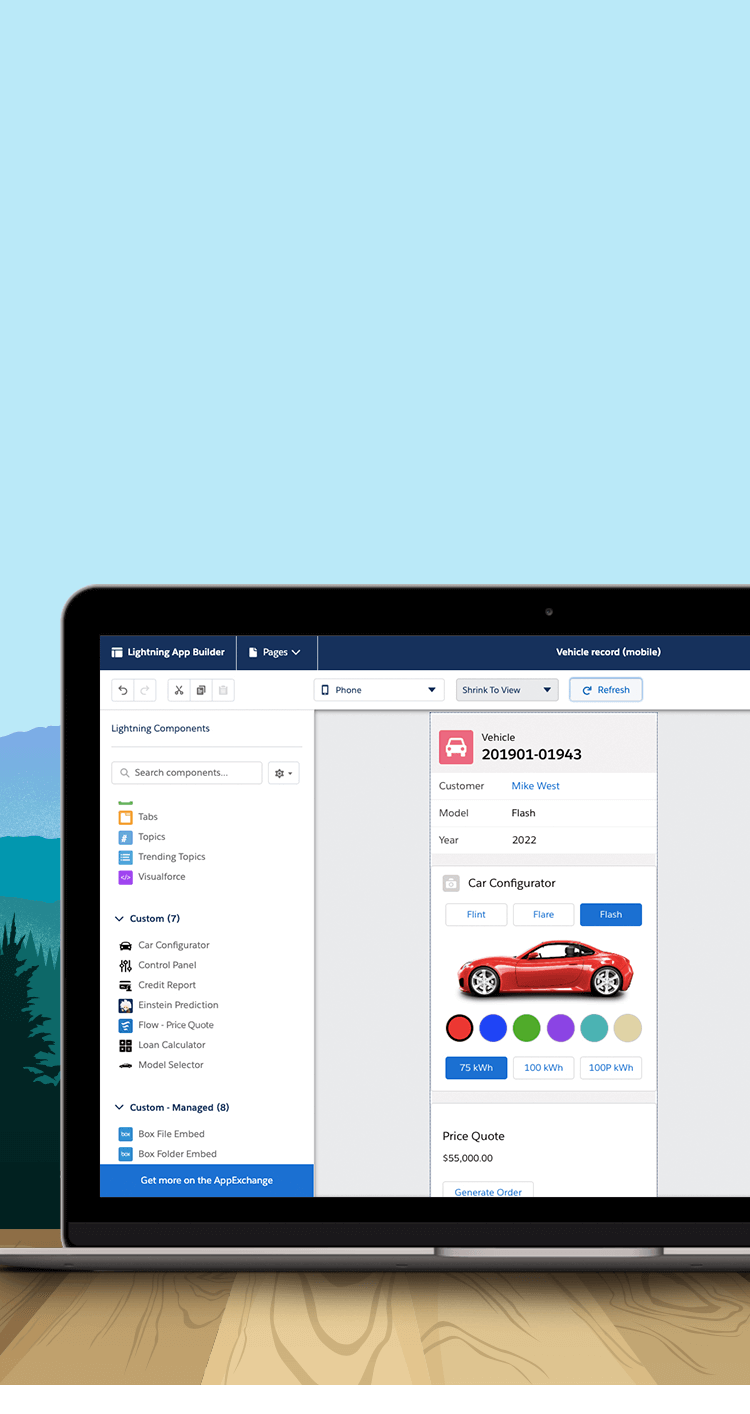 Lightning App Builder
Pages
Vehicle record (mobile)
Phone
Shrink To View
Refresh
Lightning Components
Search components...
Tabs
Topics
Trending Topics
Visualforce
Custom (7)
Car Configurator
Control Panel
Credit Report
Einstein Prediction
Flow - Price Quote
Loan Calculator
Model Selector
Custom - Managed (8)
box Box File Embed
box Box Folder Embed
Get more on the AppExchange
Vehicle
201901-01943
Customer Mike West
Model Flash
Year 2022
Car Configurator
Flint Flare Flash
75 kWh 100 kWh 100P kWh
Price Quote
$55,000.00
Generate Order